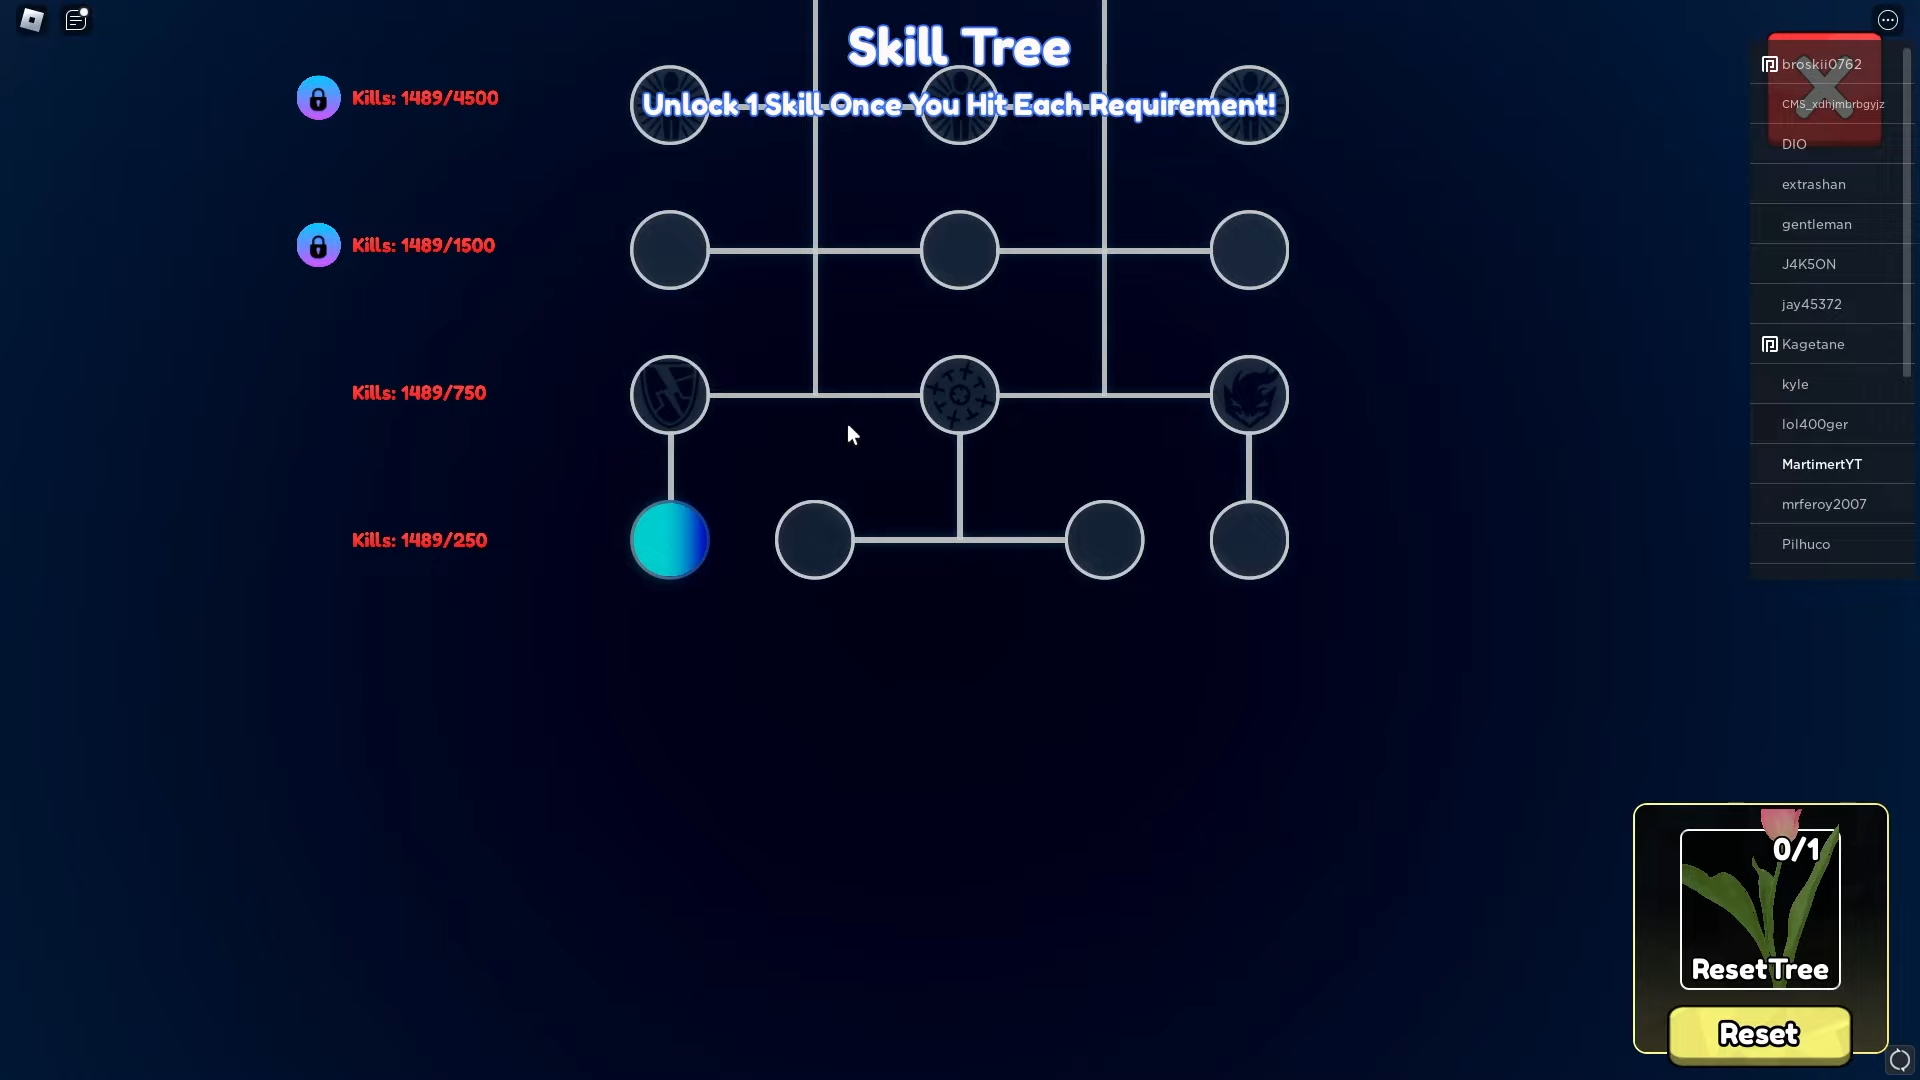 Skill Tree
Unlock 1 Skill Once You Hit Each Requirement!
Kills: 1489/4500
Kills: 1489/1500
Kills: 1489/750
Kills: 1489/250
broskii0762
CMS_xdhjmbrbgyjz
DIO
extrashan
gentleman
J4K5ON
jay45372
Kagetane
kyle
lol400ger
MartimertYT
mrferoy2007
Pilhuco
0/1
Reset Tree
Reset